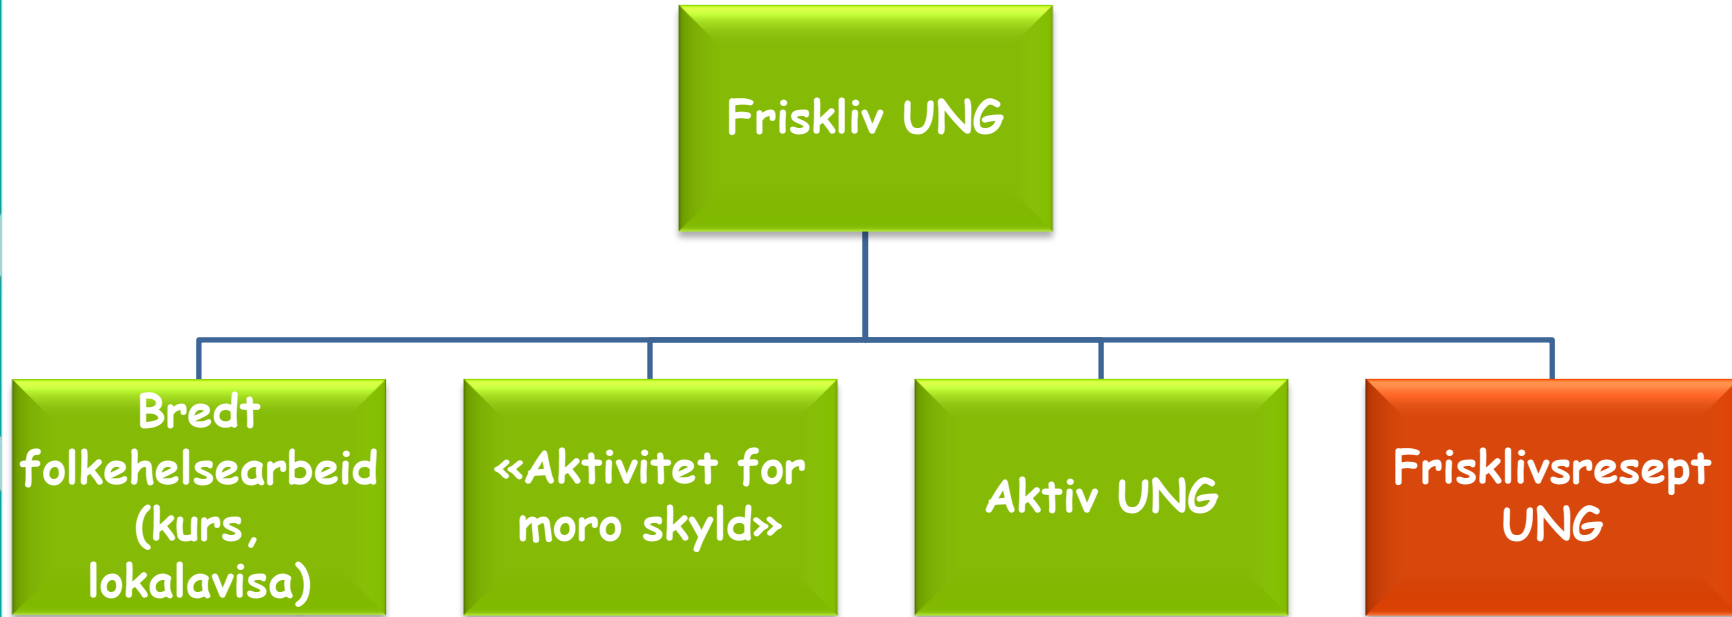 Friskliv UNG
Bredt
folkehelsearbeid
(kurs,
lokalavisa)
«Aktivitet for
moro skyld»
Aktiv UNG
Frisklivsresept
UNG